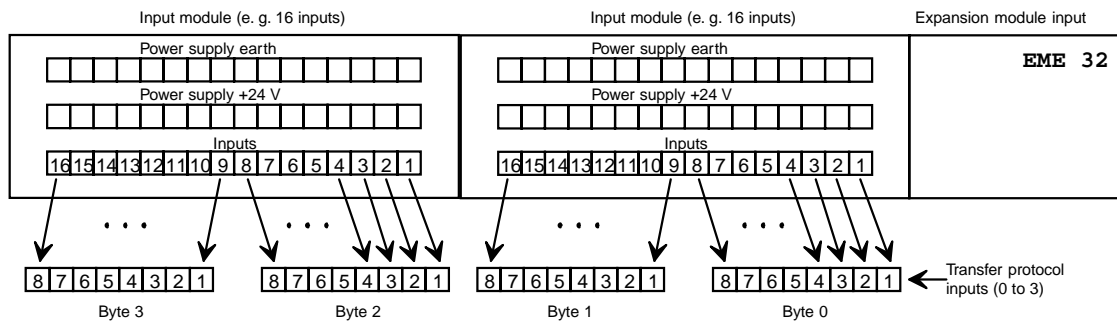 Input module (e. g. 16 inputs) Input module (e. g. 16 inputs) Expansion module input
Power supply earth Power supply earth EME 32
Power supply +24 V Power supply +24 V
Inputs Inputs
16 15 14 13 12 11 10 9 8 7 6 5 4 3 2 1 16 15 14 13 12 11 10 9 8 7 6 5 4 3 2 1
... ... ... ...
8 7 6 5 4 3 2 1 8 7 6 5 4 3 2 1 8 7 6 5 4 3 2 1 8 7 6 5 4 3 2 1 Transfer protocol
inputs (0 to 3)
Byte 3 Byte 2 Byte 1 Byte 0